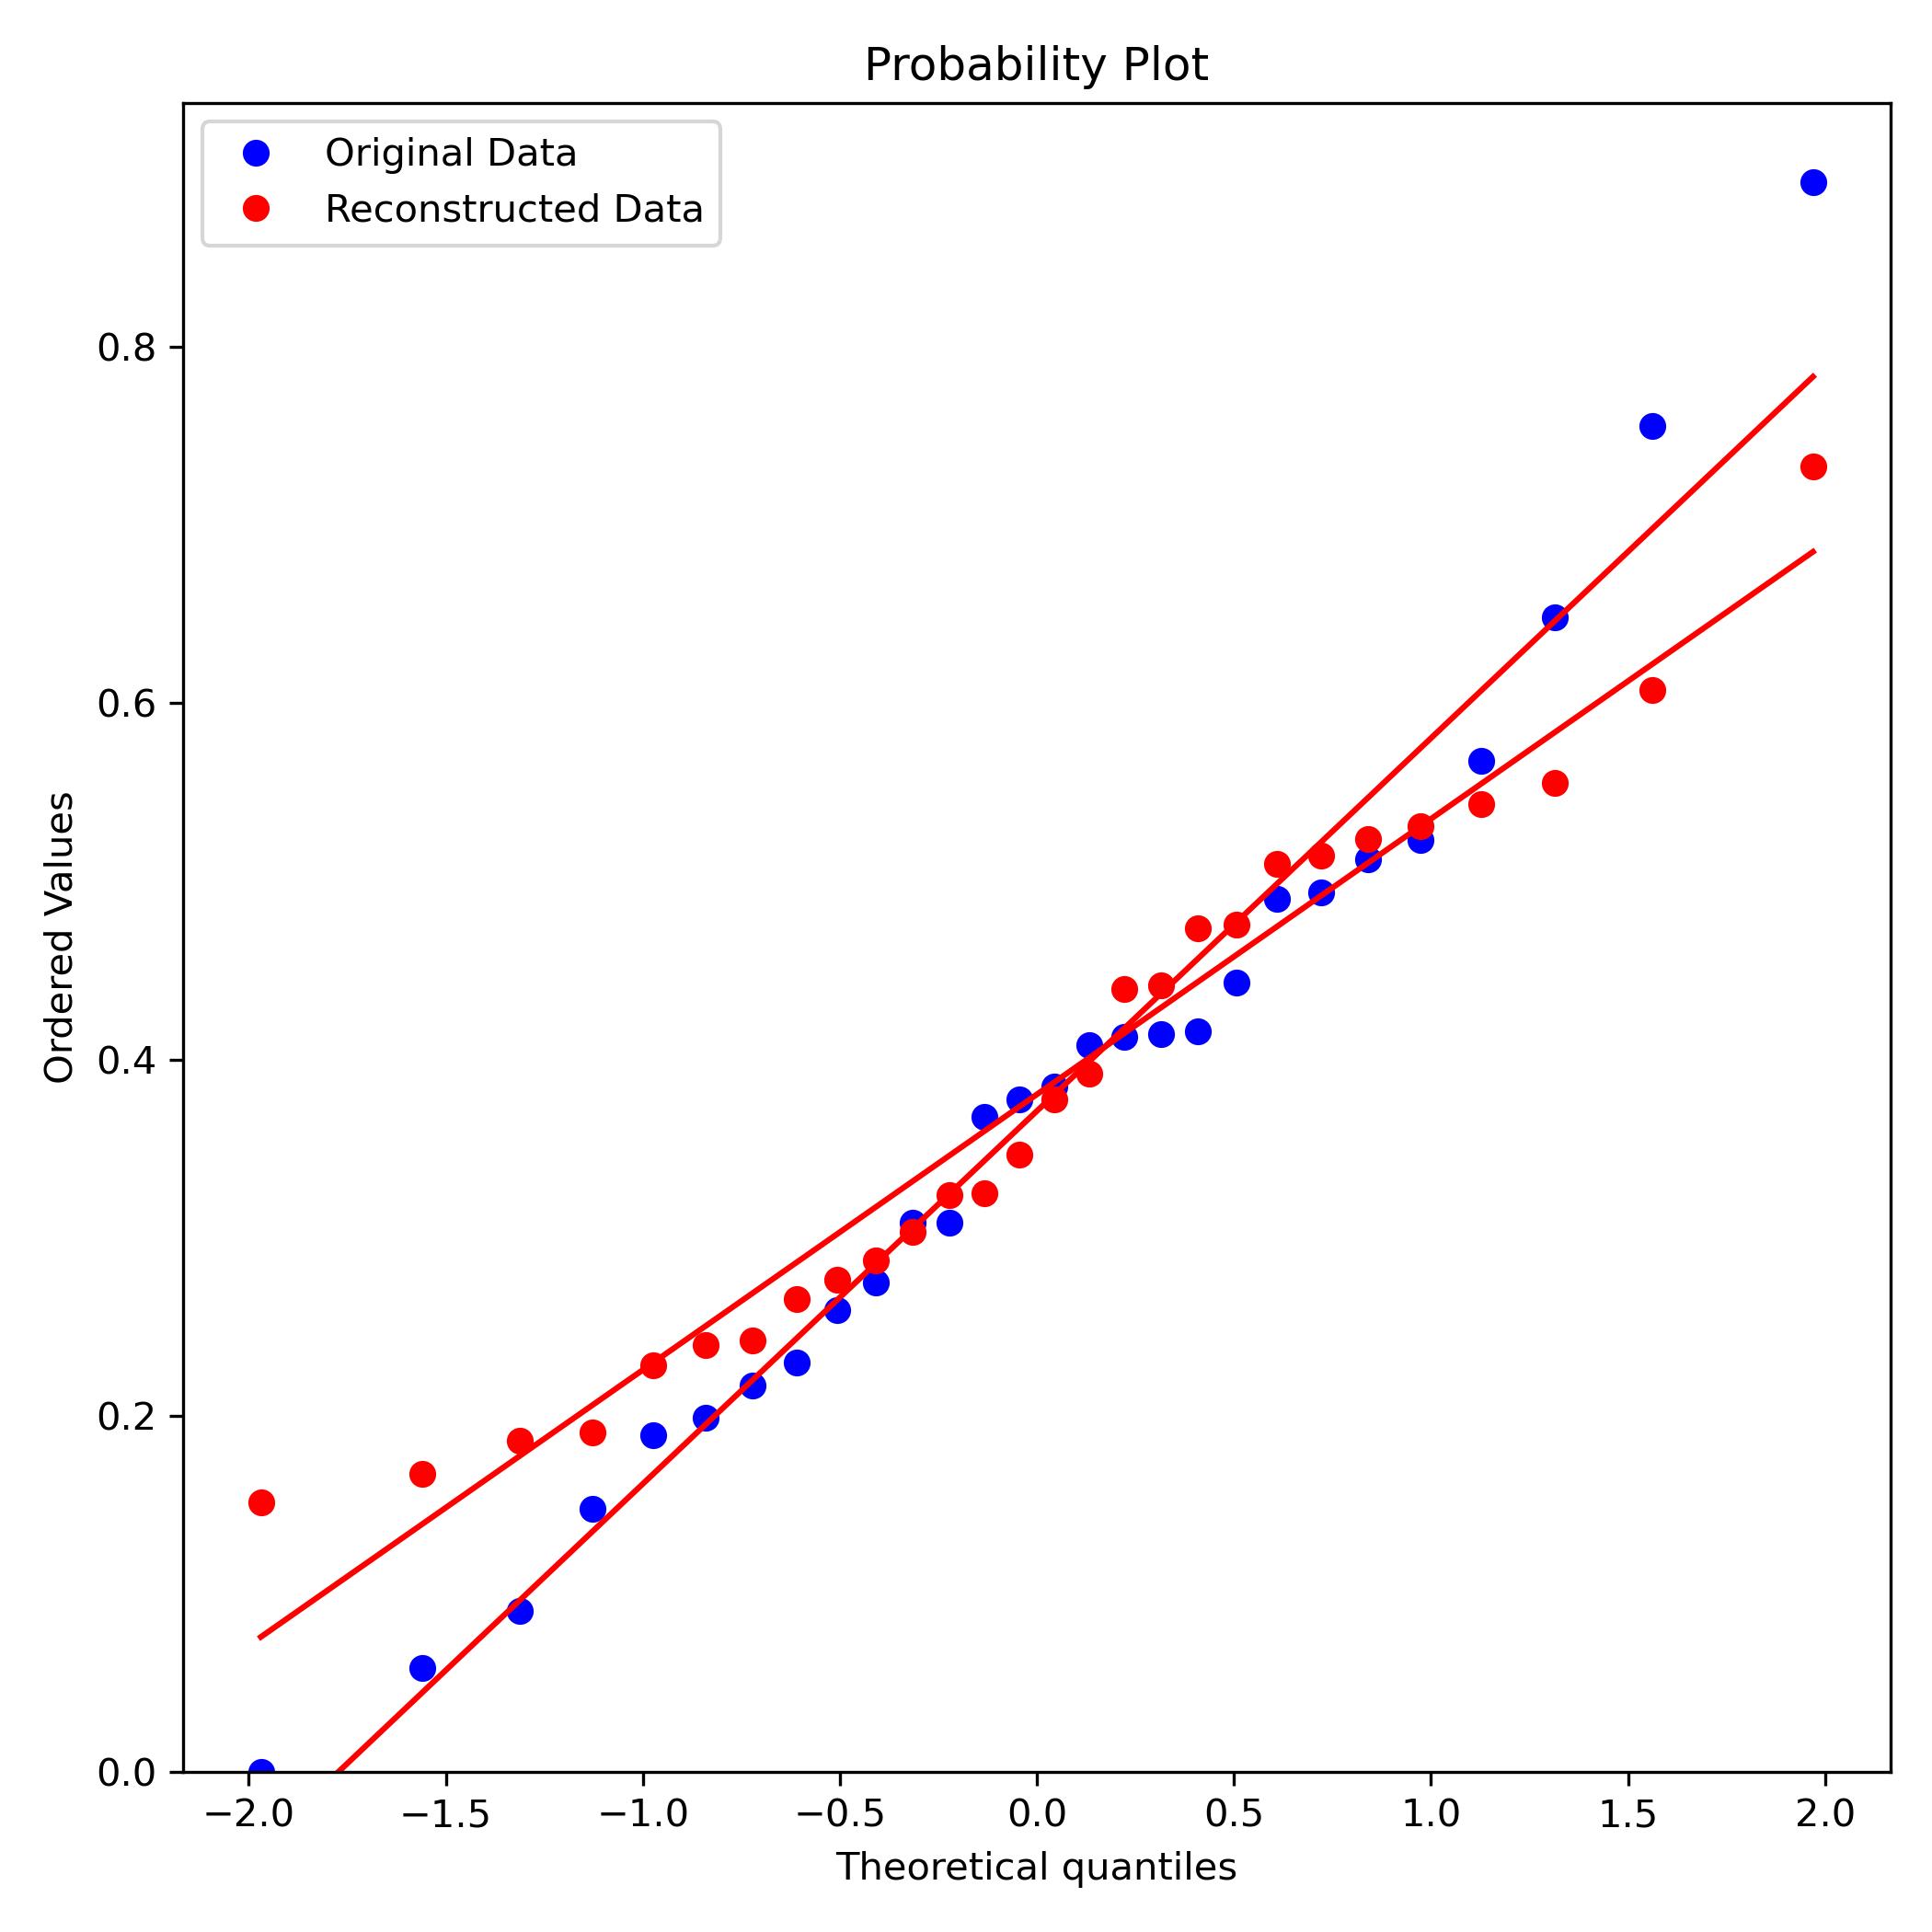 Probability Plot
Original Data
Reconstructed Data
Ordered Values
0.8
0.6
0.4
0.2
0.0
−2.0 −1.5 −1.0 −0.5 0.0 0.5 1.0 1.5 2.0
Theoretical quantiles